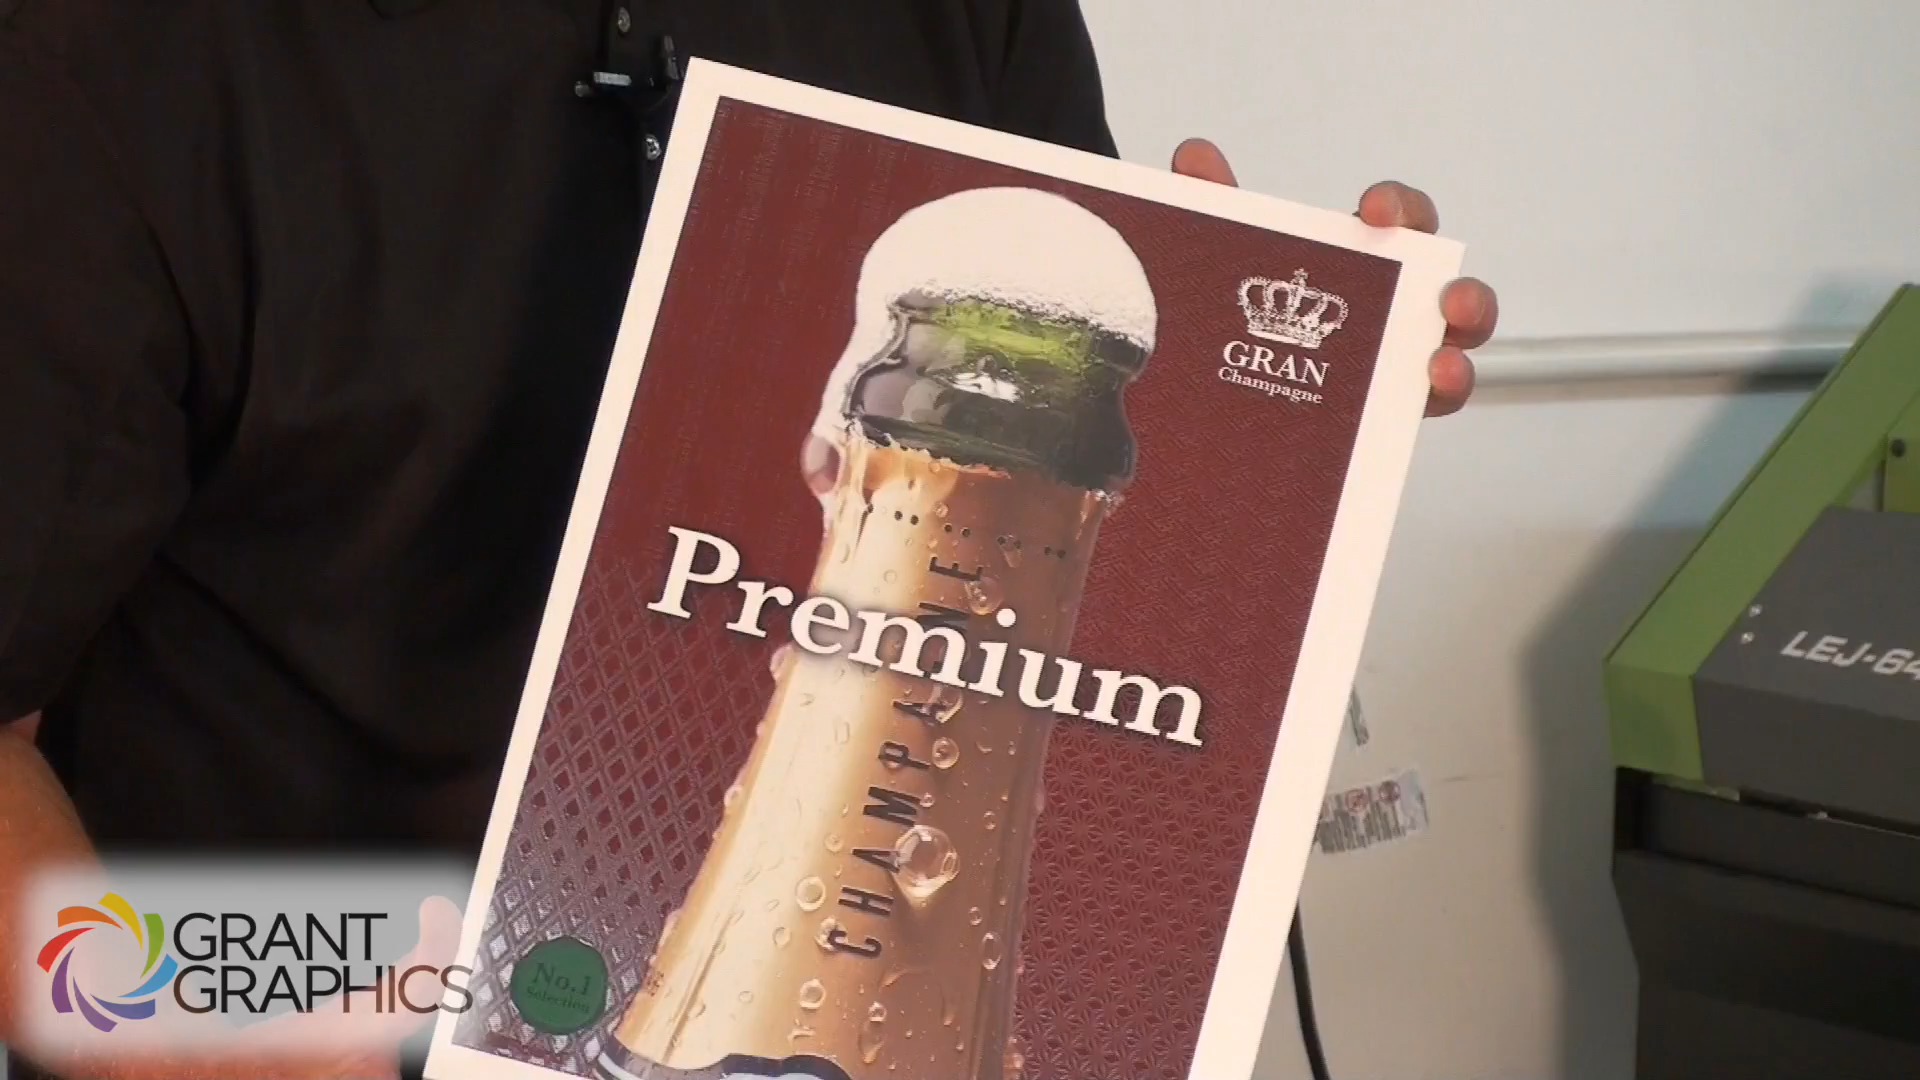 GRAN
Champagne
Premium
CHAMPAGNE
No.1
Selection
GRANT
GRAPHICS
LEJ-64